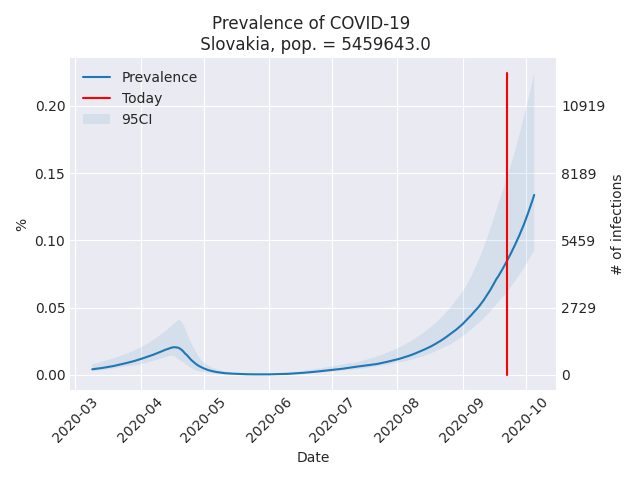 Prevalence of COVID-19
Slovakia, pop. = 5459643.0
Prevalence
Today
95CI
0.20
0.15
0.10
0.05
0.00
%
10919
8189
5459
2729
0
# of infections
2020-03
2020-04
2020-05
2020-06
2020-07
2020-08
2020-09
2020-10
Date